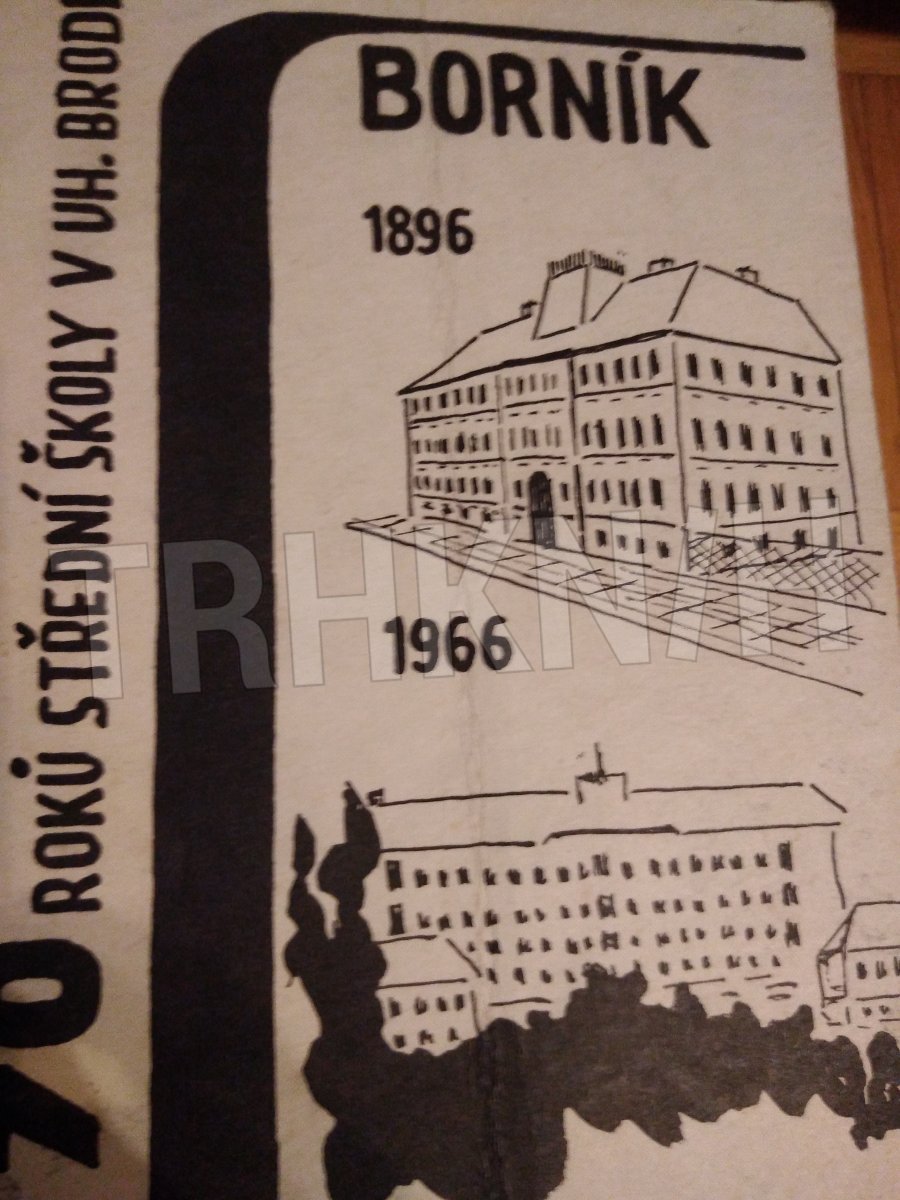 70 ROKŮ STŘEDNÍ ŠKOLY V UH. BRODĚ
BORNÍK
1896
1966
TRHKNIH